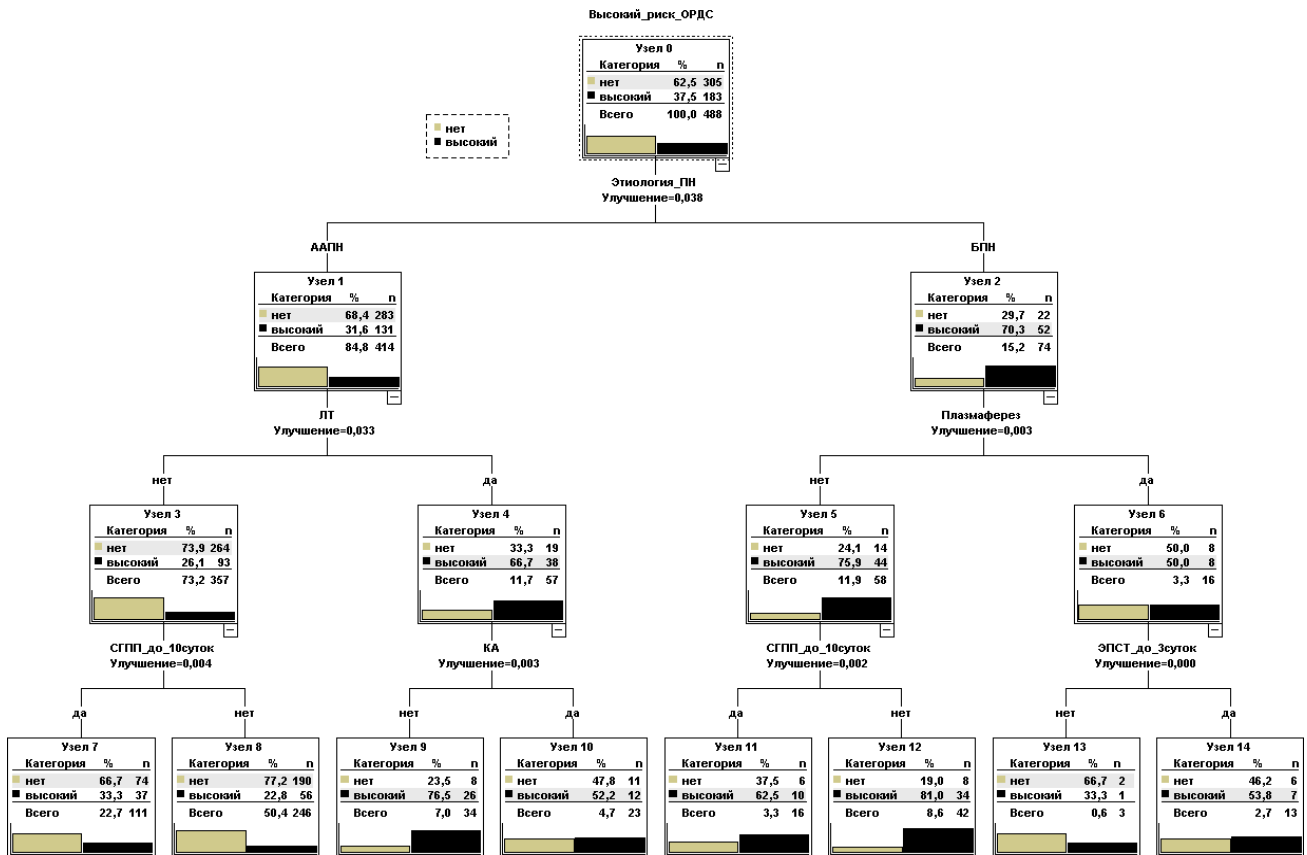 Высокий_риск_ОРДС
Узел 0
Категория % n
нет 62,5 305
высокий 37,5 183
Всего 100,0 488
нет
высокий
Этиология_ПН
Улучшение=0,038
ААПН
БПН
Узел 1
Категория % n
нет 68,4 283
высокий 31,6 131
Всего 84,8 414
Узел 2
Категория % n
нет 29,7 22
высокий 70,3 52
Всего 15,2 74
ЛТ
Улучшение=0,033
Плазмаферез
Улучшение=0,003
нет
да
нет
да
Узел 3
Категория % n
нет 73,9 264
высокий 26,1 93
Всего 73,2 357
Узел 4
Категория % n
нет 33,3 19
высокий 66,7 38
Всего 11,7 57
Узел 5
Категория % n
нет 24,1 14
высокий 75,9 44
Всего 11,9 58
Узел 6
Категория % n
нет 50,0 8
высокий 50,0 8
Всего 3,3 16
СГПП_до_10суток
Улучшение=0,004
КА
Улучшение=0,003
СГПП_до_10суток
Улучшение=0,002
ЭПСТ_до_3суток
Улучшение=0,000
да
нет
нет
да
да
нет
нет
да
Узел 7
Категория % n
нет 66,7 74
высокий 33,3 37
Всего 22,7 111
Узел 8
Категория % n
нет 77,2 190
высокий 22,8 56
Всего 50,4 246
Узел 9
Категория % n
нет 23,5 8
высокий 76,5 26
Всего 7,0 34
Узел 10
Категория % n
нет 47,8 11
высокий 52,2 12
Всего 4,7 23
Узел 11
Категория % n
нет 37,5 6
высокий 62,5 10
Всего 3,3 16
Узел 12
Категория % n
нет 19,0 8
высокий 81,0 34
Всего 8,6 42
Узел 13
Категория % n
нет 66,7 2
высокий 33,3 1
Всего 0,6 3
Узел 14
Категория % n
нет 46,2 6
высокий 53,8 7
Всего 2,7 13